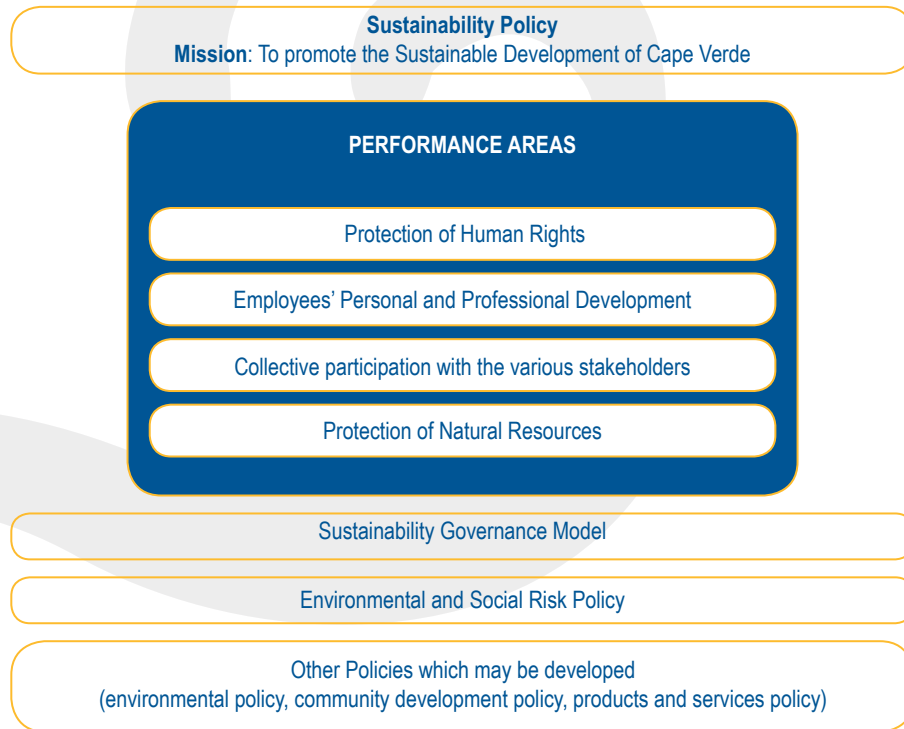 Sustainability Policy
Mission: To promote the Sustainable Development of Cape Verde
PERFORMANCE AREAS
Protection of Human Rights
Employees’ Personal and Professional Development
Collective participation with the various stakeholders
Protection of Natural Resources
Sustainability Governance Model
Environmental and Social Risk Policy
Other Policies which may be developed
(environmental policy, community development policy, products and services policy)